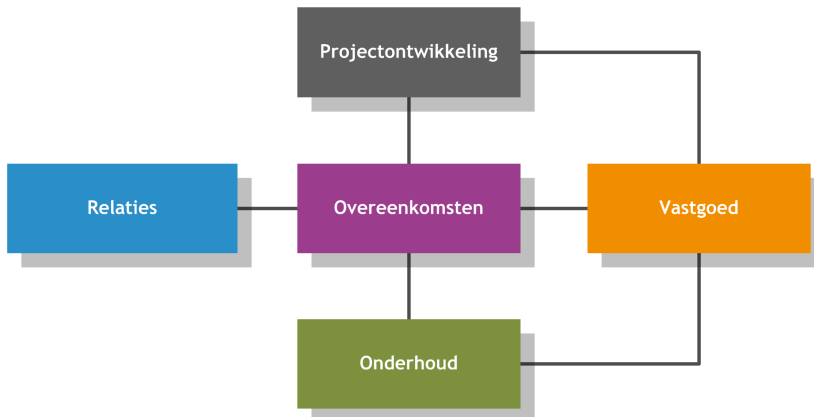 Projectontwikkeling
Relaties
Overeenkomsten
Vastgoed
Onderhoud